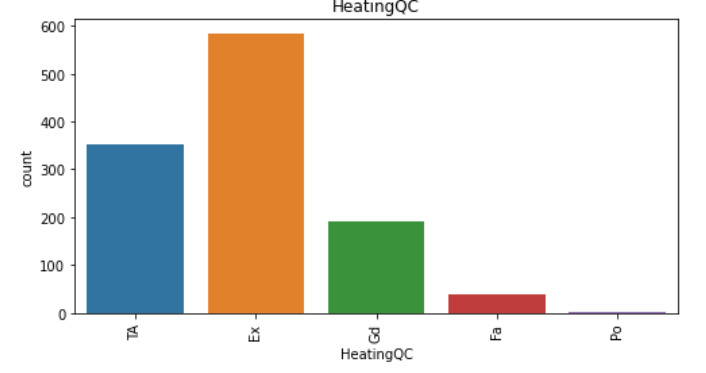 HeatingQC
600
500
400
300
200
100
0
count
TA
Ex
Gd
Fa
Po
HeatingQC